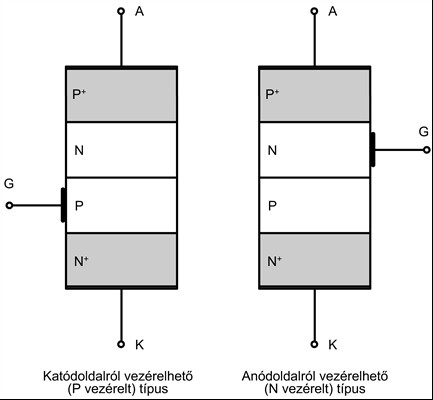 A
P+
N
G
P
N+
K
Katódoldalról vezérelhető
(P vezérelt) típus
A
P+
N
G
P
N+
K
Anódoldalról vezérelhető
(N vezérelt) típus